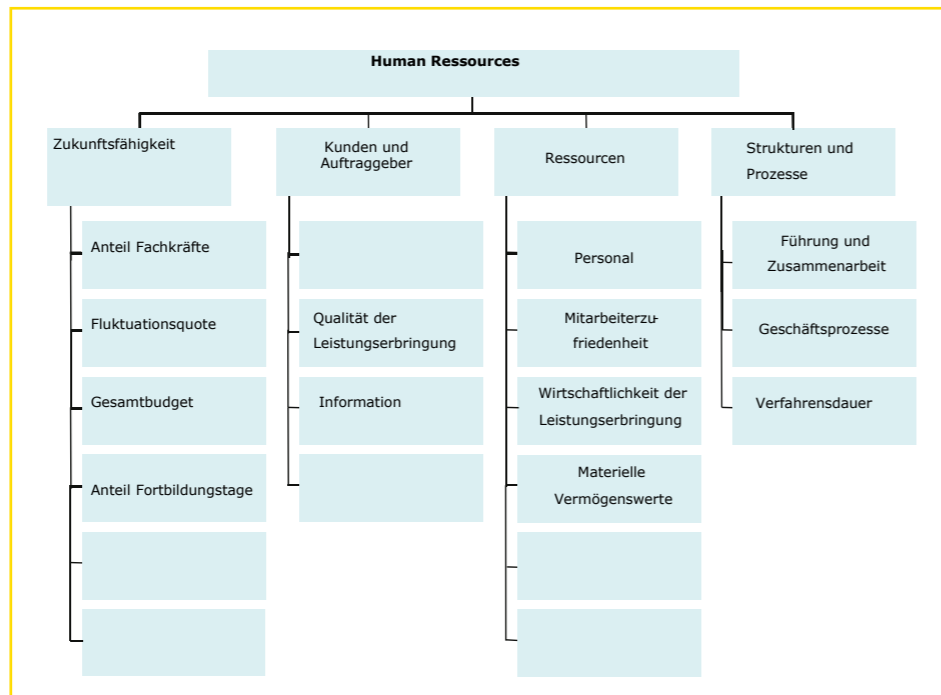 Human Ressources
Zukunftsfähigkeit
Anteil Fachkräfte
Fluktuationsquote
Gesamtbudget
Anteil Fortbildungstage
Kunden und
Auftraggeber
Qualität der
Leistungserbringung
Information
Ressourcen
Personal
Mitarbeiterzu-
friedenheit
Wirtschaftlichkeit der
Leistungserbringung
Materielle
Vermögenswerte
Strukturen und
Prozesse
Führung und
Zusammenarbeit
Geschäftsprozesse
Verfahrensdauer